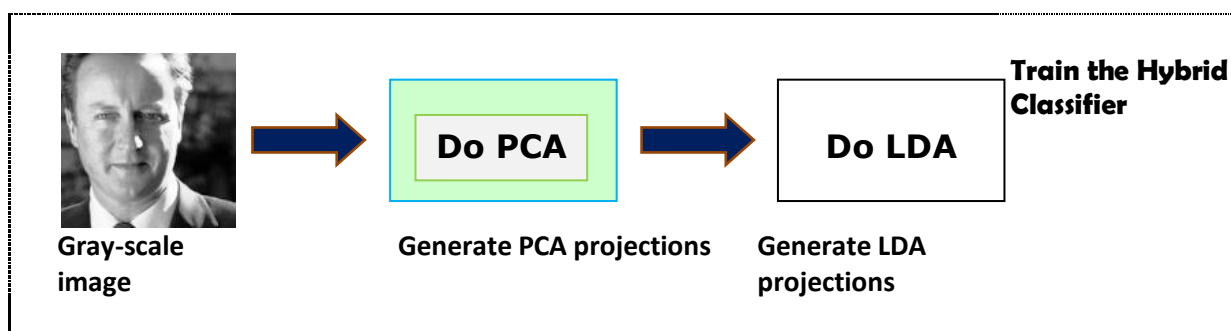 Train the Hybrid
Classifier
Do PCA
Do LDA
Gray-scale
image
Generate PCA projections
Generate LDA
projections